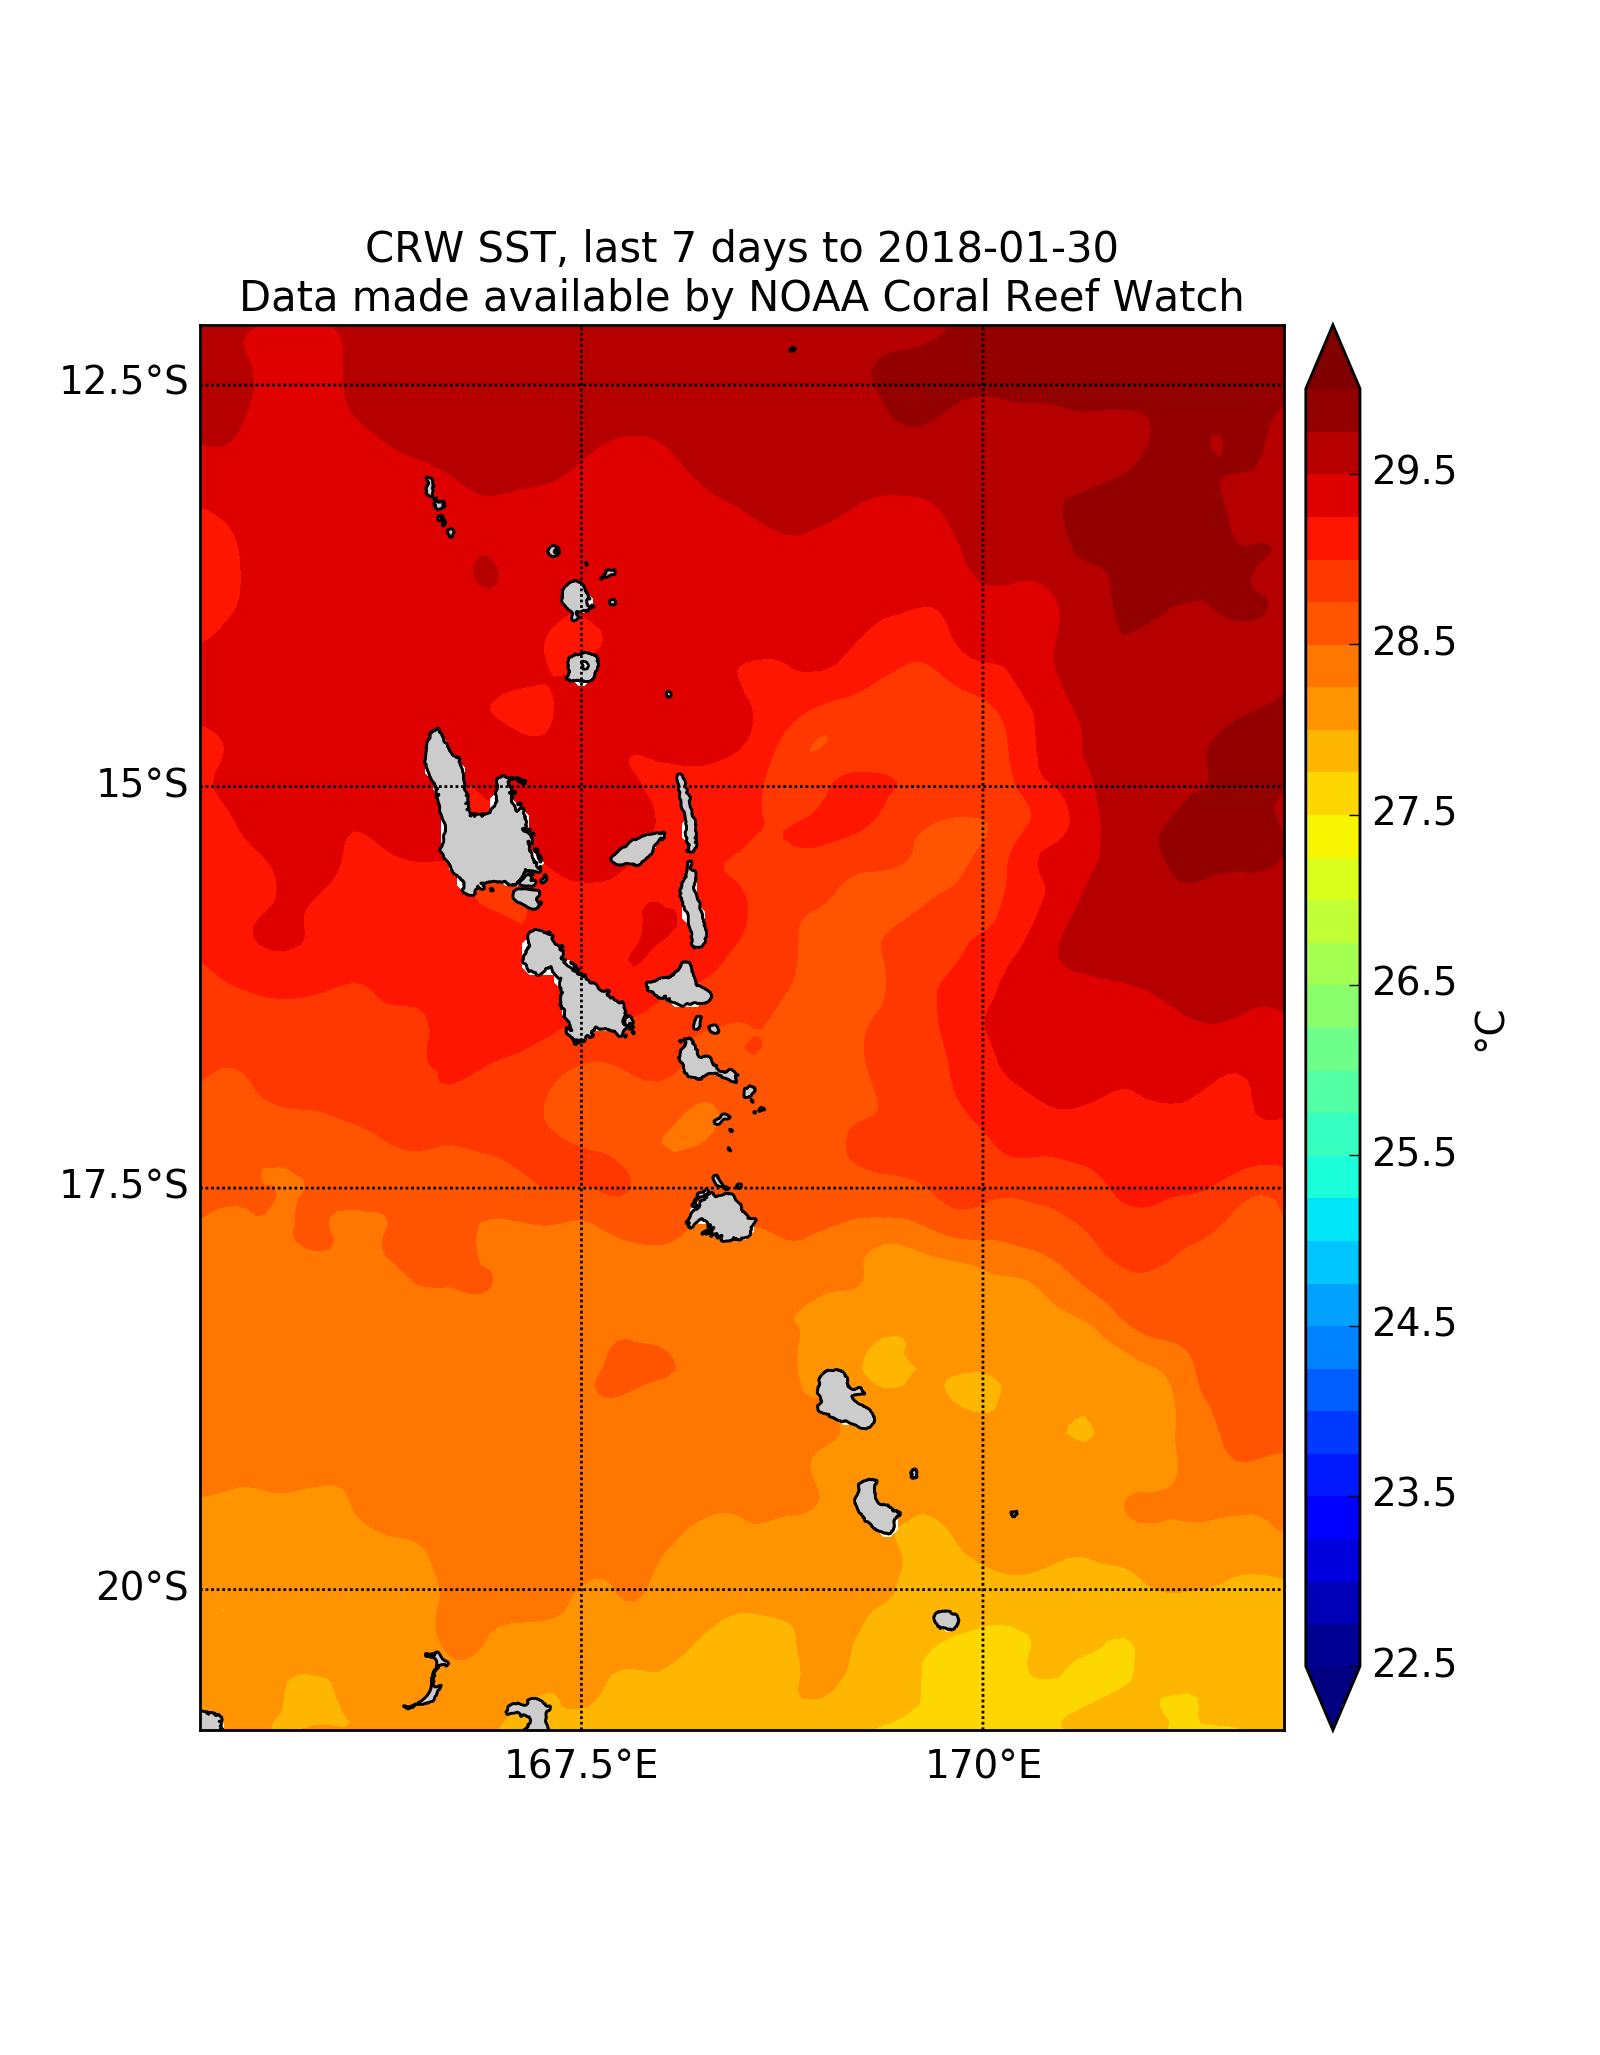 CRW SST, last 7 days to 2018-01-30
Data made available by NOAA Coral Reef Watch
12.5°S
15°S
17.5°S
20°S
167.5°E
170°E
29.5
28.5
27.5
26.5
25.5
24.5
23.5
22.5
°C